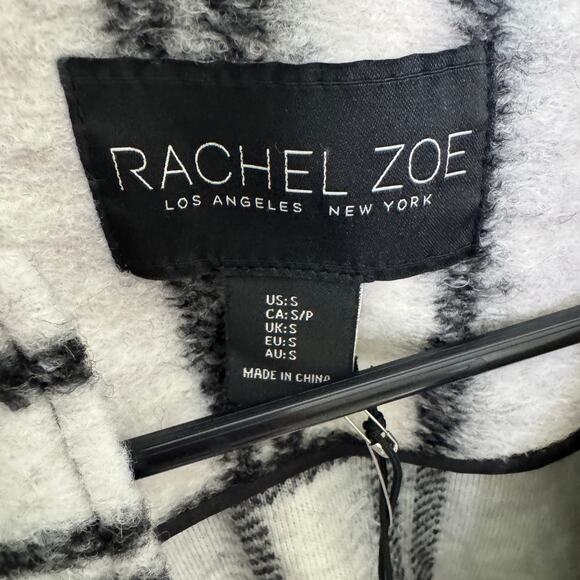 RACHEL ZOE
LOS ANGELES NEW YORK
US: S
CA: S/P
UK: S
EU: S
AU: S
MADE IN CHINA